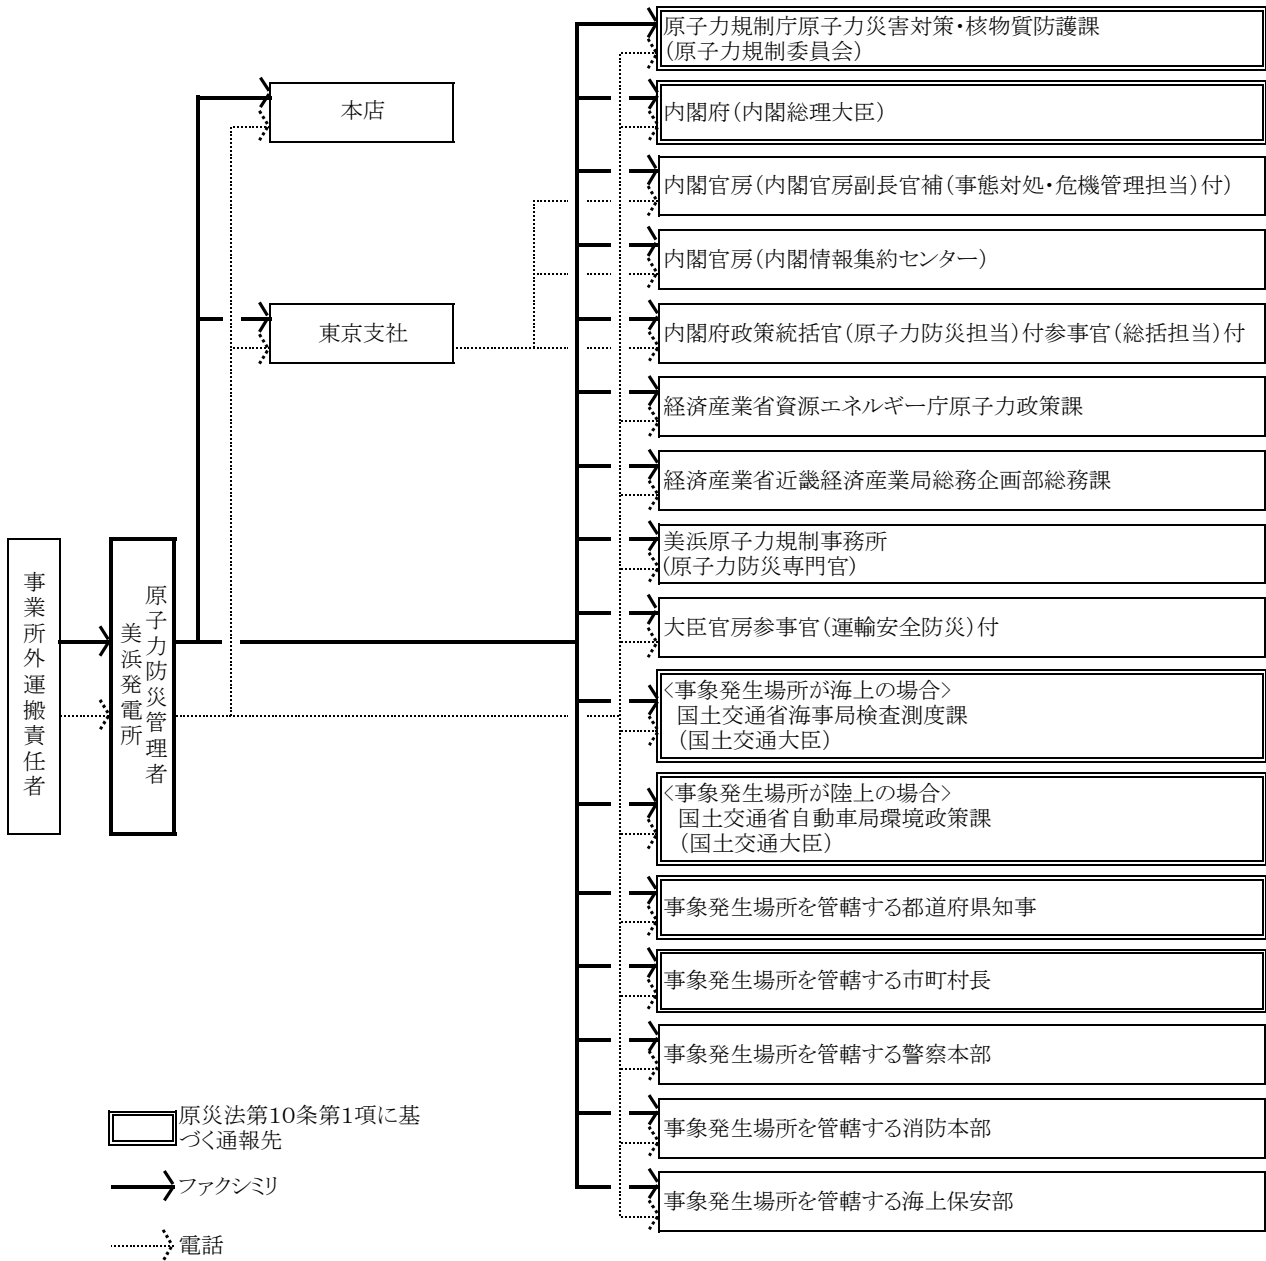 原子力規制庁原子力災害対策・核物質防護課
(原子力規制委員会)
内閣府(内閣総理大臣)
本店
内閣官房(内閣官房副長官補(事態対処・危機管理担当)付)
内閣官房(内閣情報集約センター)
東京支社
内閣府政策統括官(原子力防災担当)付参事官(総括担当)付
経済産業省資源エネルギー庁原子力政策課
経済産業省近畿経済産業局総務企画部総務課
事業所外運搬責任者
原子力防災管理者
美浜発電所
美浜原子力規制事務所
(原子力防災専門官)
大臣官房参事官(運輸安全防災)付
<事象発生場所が海上の場合>
国土交通省海事局検査測度課
(国土交通大臣)
<事象発生場所が陸上の場合>
国土交通省自動車局環境政策課
(国土交通大臣)
事象発生場所を管轄する都道府県知事
事象発生場所を管轄する市町村長
事象発生場所を管轄する警察本部
事象発生場所を管轄する消防本部
事象発生場所を管轄する海上保安部
原災法第10条第1項に基
づく通報先
ファクシミリ
電話